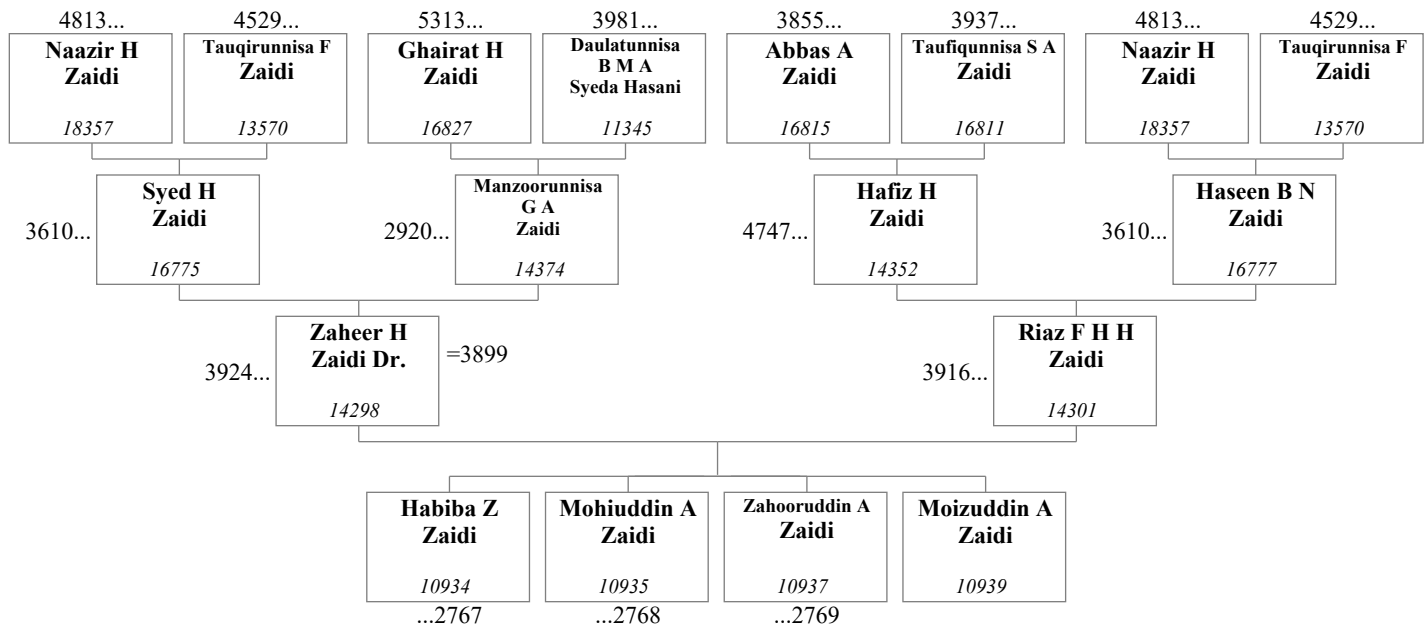 4813... 4529... 5313... 3981... 3855... 3937... 4813... 4529...
Naazir H
Zaidi
18357
Tauqirunnisa F
Zaidi
13570
Ghairat H
Zaidi
16827
Daulatunnisa
B M A
Syeda Hasani
11345
Abbas A
Zaidi
16815
Taufiqunnisa S A
Zaidi
16811
Naazir H
Zaidi
18357
Tauqirunnisa F
Zaidi
13570
3610...
Syed H
Zaidi
16775
2920...
Manzoorunnisa
G A
Zaidi
14374
4747...
Hafiz H
Zaidi
14352
3610...
Haseen B N
Zaidi
16777
3924...
Zaheer H
Zaidi Dr.
14298
=3899
3916...
Riaz F H H
Zaidi
14301
Habiba Z
Zaidi
10934
...2767
Mohiuddin A
Zaidi
10935
...2768
Zahooruddin A
Zaidi
10937
...2769
Moizuddin A
Zaidi
10939